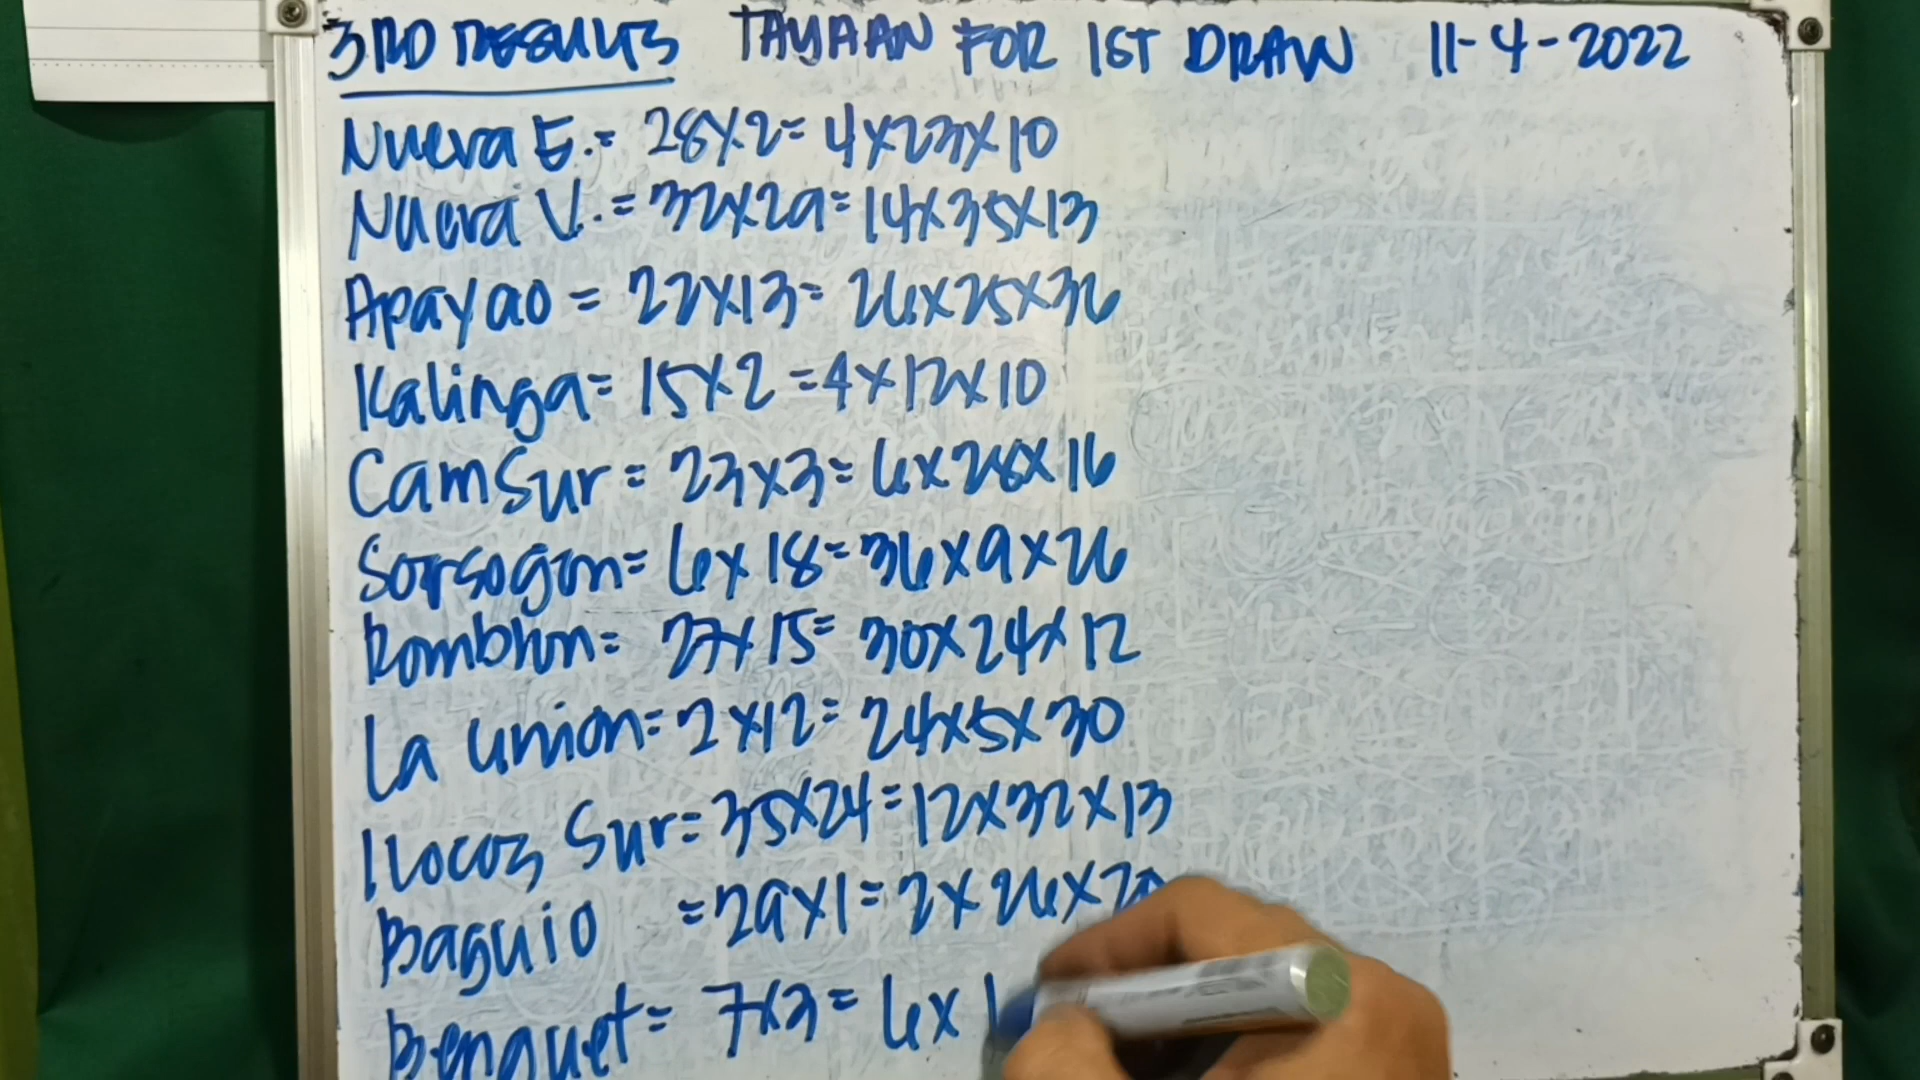 3RD RESULTS TAYAAN FOR 1ST DRAW 11-4-2022
Nueva E. = 28x2 = 4x23x10
Nueva V. = 32x29 = 14x35x13
Apayao = 22x13 = 26x25x36
Kalinga = 15x2 = 4x12x10
CamSur = 23x3 = 6x28x16
Sorsogon = 6x18 = 36x9x26
Romblon = 27x15 = 30x24x12
La Union = 2x12 = 24x5x30
Ilocos Sur = 35x24 = 12x32x13
Baguio = 29x1 = 2x26x
Benguet = 7x3 = 6x1